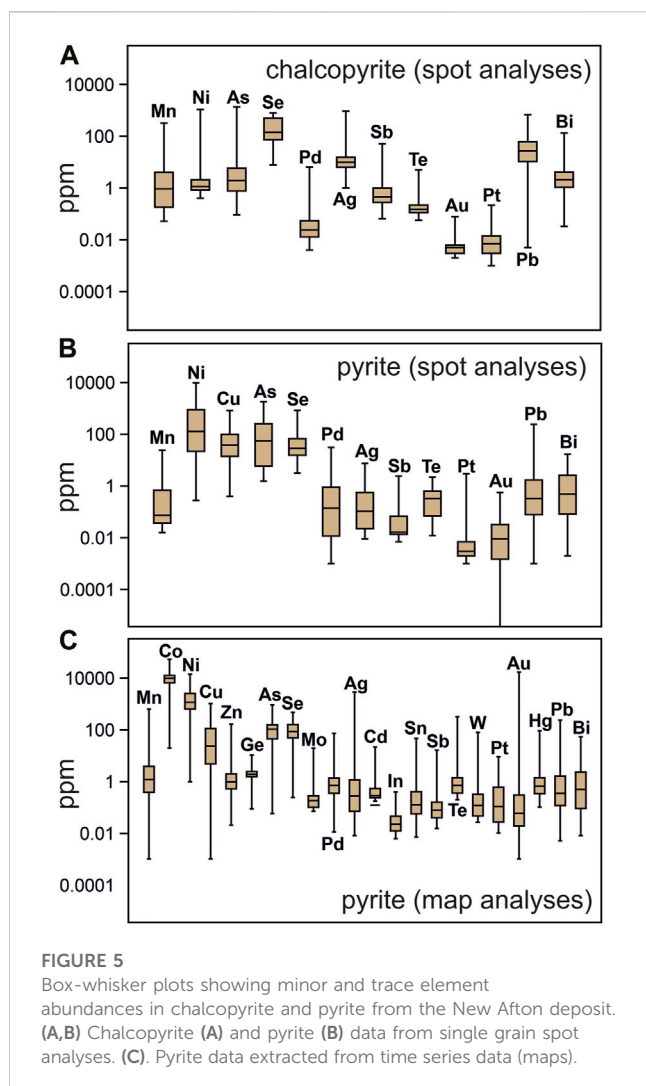 A
chalcopyrite (spot analyses)
10000
100
1
0.01
0.0001
ppm
Mn
Ni
As
Se
Pd
Ag
Sb
Te
Au
Pt
Pb
Bi
B
pyrite (spot analyses)
10000
100
1
0.01
0.0001
ppm
Mn
Ni
Cu
As
Se
Pd
Ag
Sb
Te
Pt
Au
Pb
Bi
C
10000
100
1
0.01
0.0001
ppm
Mn
Co
Ni
Cu
Zn
Ge
As
Se
Mo
Pd
Ag
Cd
In
Sn
Sb
Te
W
Pt
Au
Hg
Pb
Bi
pyrite (map analyses)
FIGURE 5
Box-whisker plots showing minor and trace element
abundances in chalcopyrite and pyrite from the New Afton deposit.
(A,B) Chalcopyrite (A) and pyrite (B) data from single grain spot
analyses. (C). Pyrite data extracted from time series data (maps).